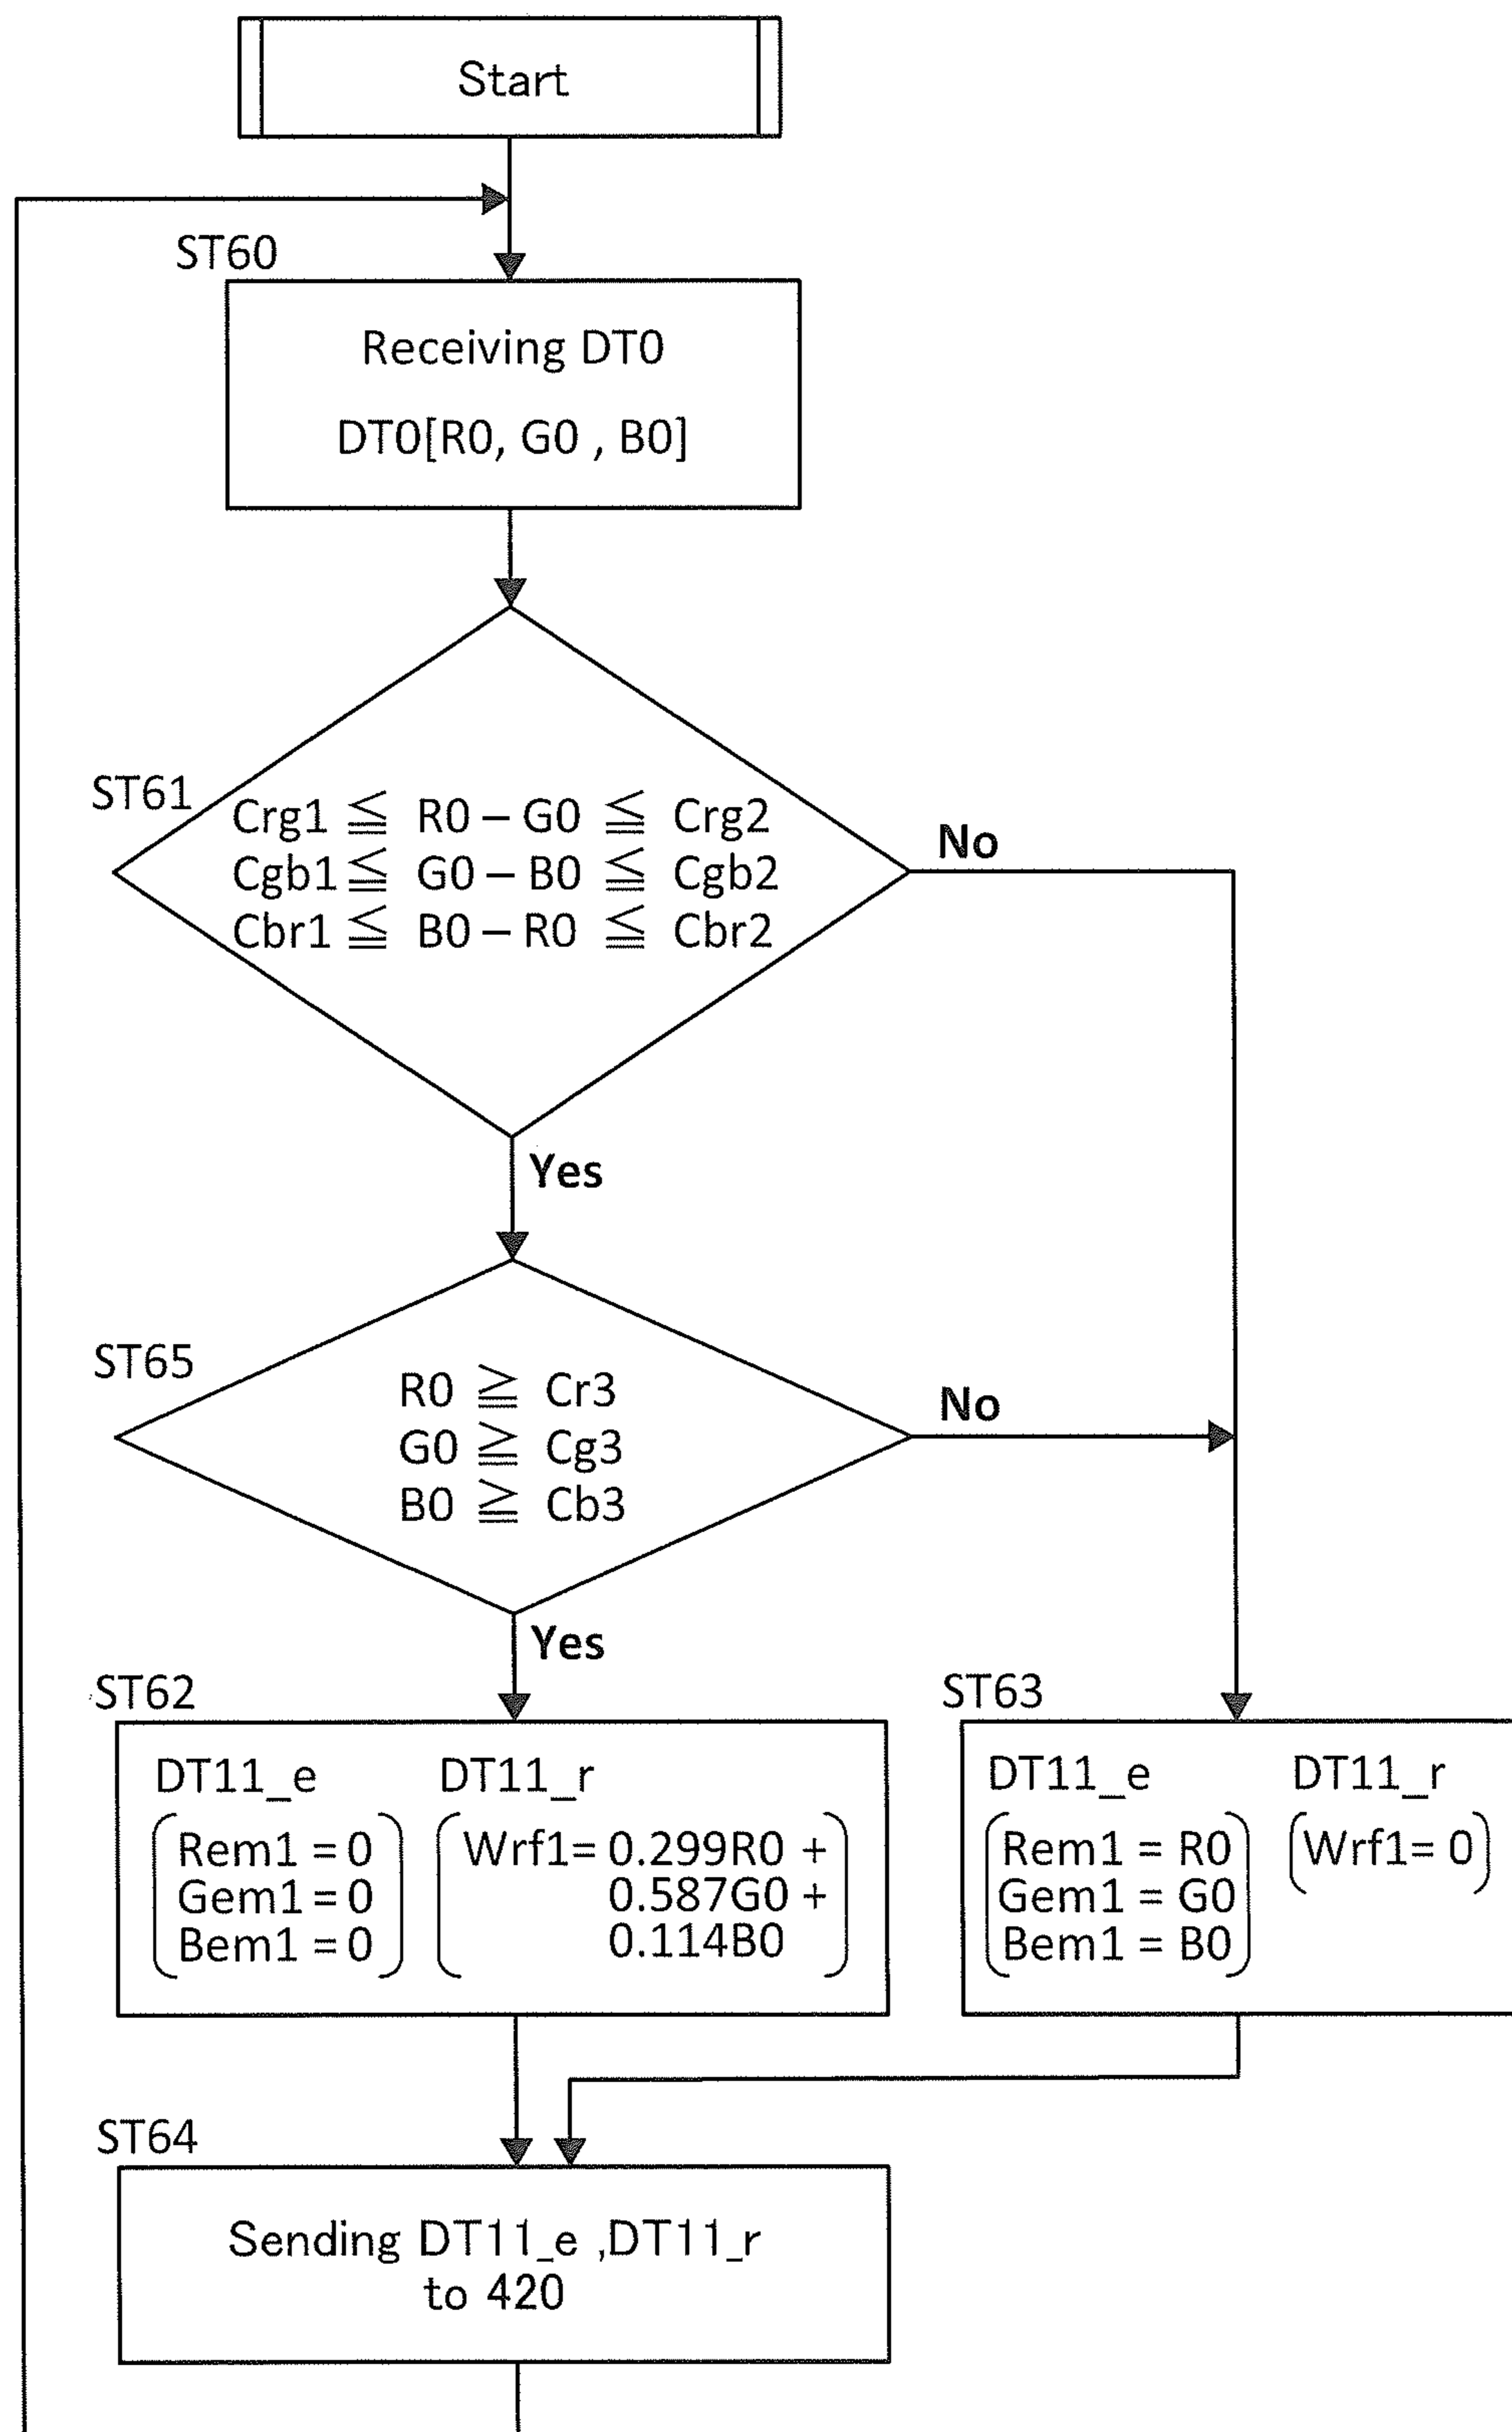 Start
ST60
Receiving DT0
DT0[R0, G0 , B0]
ST61
Crg1 ≦ R0 – G0 ≦ Crg2
Cgb1 ≦ G0 – B0 ≦ Cgb2
Cbr1 ≦ B0 – R0 ≦ Cbr2
No
Yes
ST65
R0 ≧ Cr3
G0 ≧ Cg3
B0 ≧ Cb3
No
Yes
ST62
DT11_e DT11_r
Rem1 = 0
Gem1 = 0
Bem1 = 0
Wrf1= 0.299R0 +
0.587G0 +
0.114B0
ST63
DT11_e DT11_r
Rem1 = R0
Gem1 = G0
Bem1 = B0
Wrf1= 0
ST64
Sending DT11_e ,DT11_r
to 420